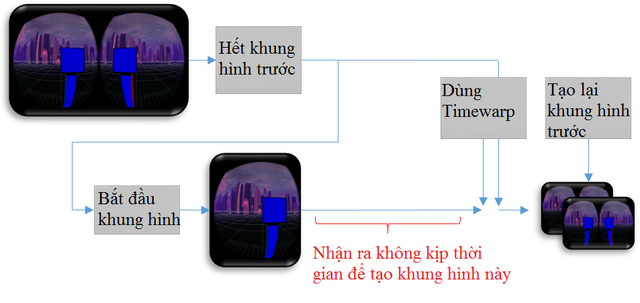 Hết khung
hình trước
Dùng
Timewarp
Tạo lại
khung hình
trước
Bắt đầu
khung hình
Nhận ra không kịp thời
gian để tạo khung hình này